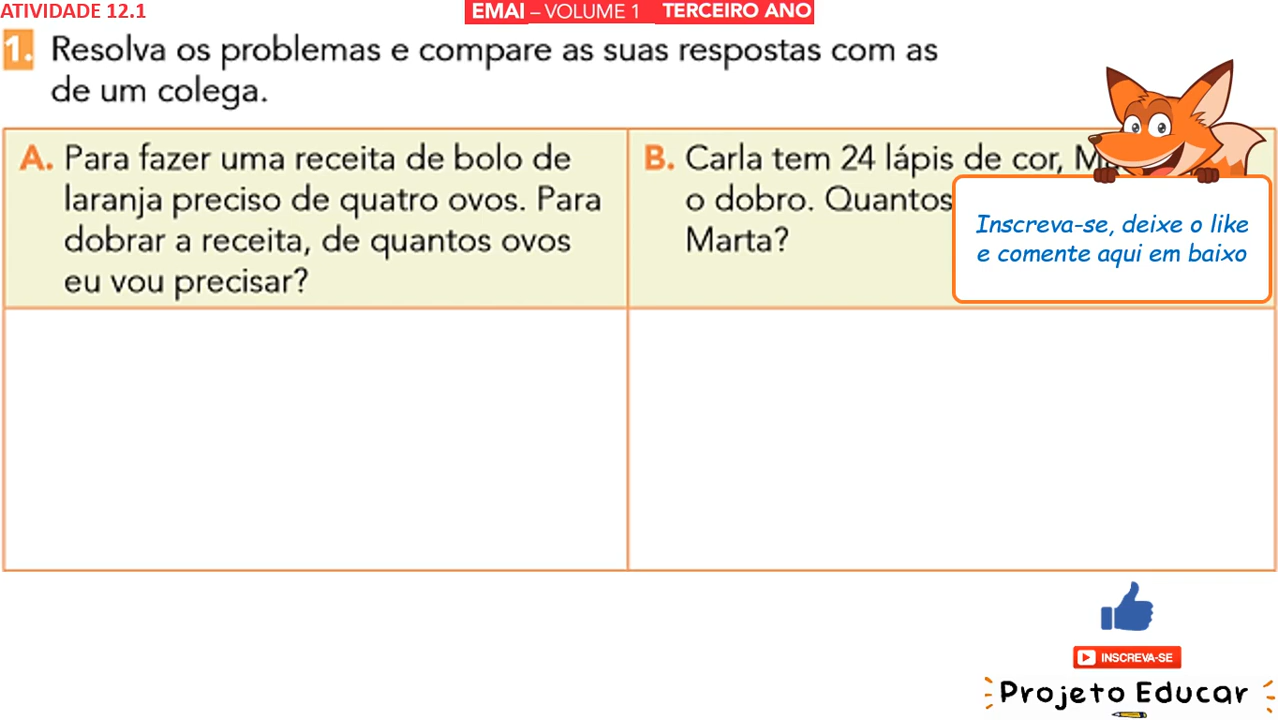 ATIVIDADE 12.1
EMAI – VOLUME 1 TERCEIRO ANO
1. Resolva os problemas e compare as suas respostas com as
de um colega.
A. Para fazer uma receita de bolo de
laranja preciso de quatro ovos. Para
dobrar a receita, de quantos ovos
eu vou precisar?
B. Carla tem 24 lápis de cor,
o dobro. Quantos
Marta?
Inscreva-se, deixe o like
e comente aqui em baixo
INSCREVA-SE
Projeto Educar